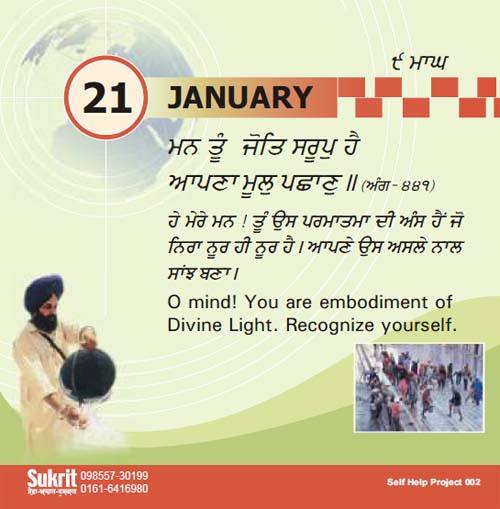 ੯ ਮਾਘ
21 JANUARY
ਮਨ ਤੂੰ ਜੋਤਿ ਸਰੂਪੁ ਹੈ
ਆਪਣਾ ਮੂਲੁ ਪਛਾਣੁ ॥ (ਅੰਗ - ੪੪੧)
ਹੇ ਮੇਰੇ ਮਨ ! ਤੂੰ ਉਸ ਪਰਮਾਤਮਾ ਦੀ ਅੰਸ ਹੈਂ ਜੋ
ਨਿਰਾ ਨੂਰ ਹੀ ਨੂਰ ਹੈ । ਆਪਣੇ ਉਸ ਅਸਲੇ ਨਾਲ
ਸਾਂਝ ਬਣਾ ।
O mind! You are embodiment of
Divine Light. Recognize yourself.
Sukrit 098557-30199
0161-6416980
Self Help Project 002